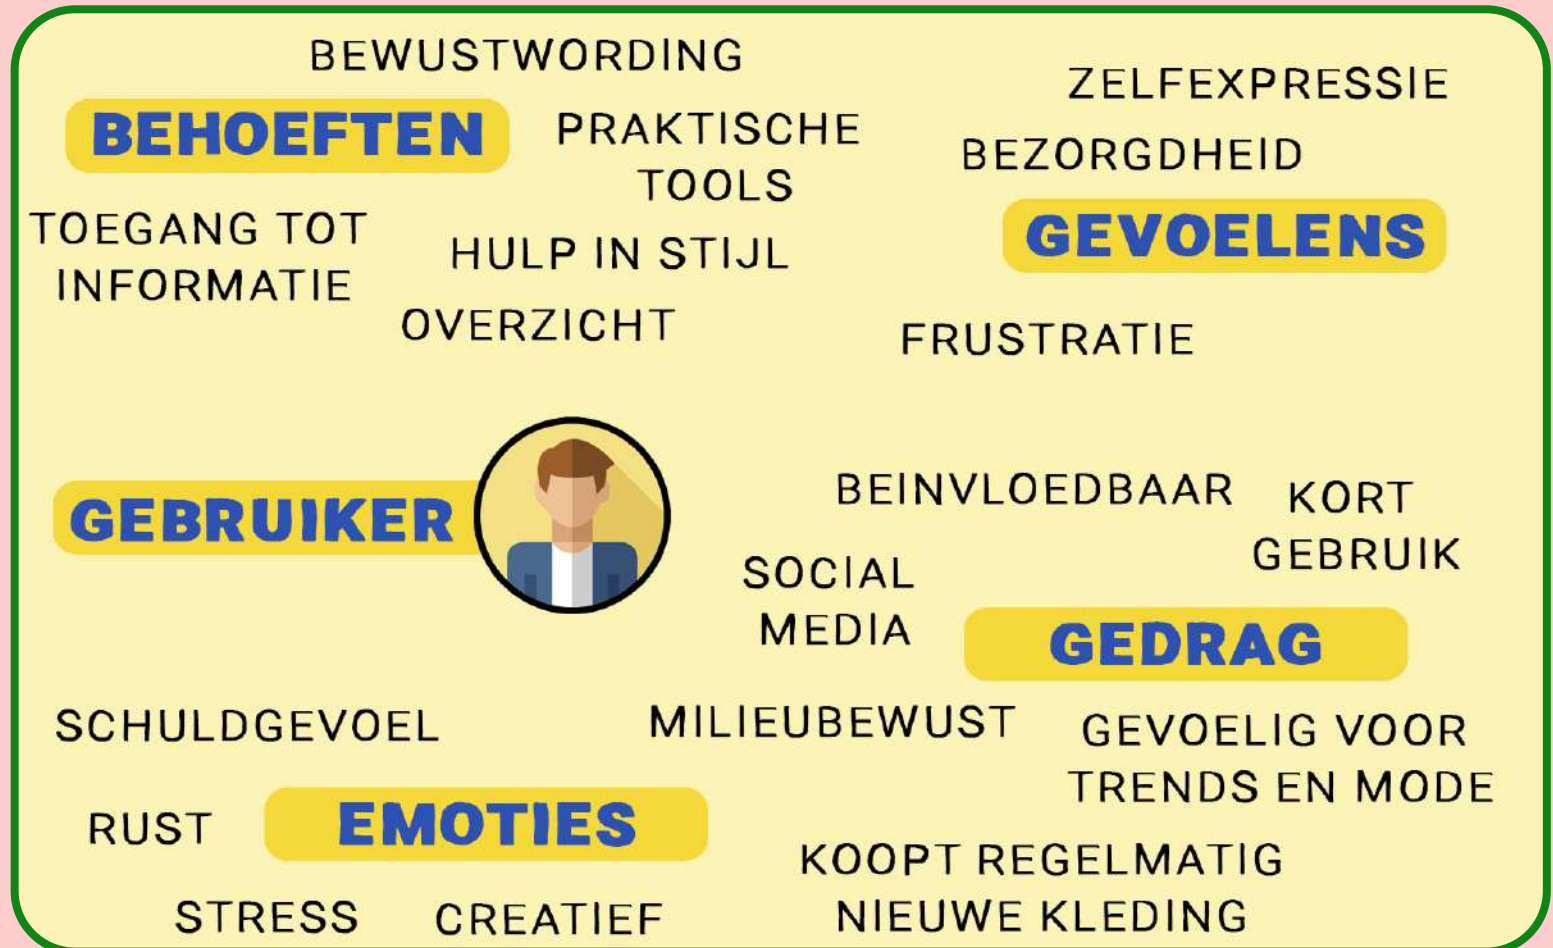 BEWUSTWORDING
BEHOEFTEN
PRAKTISCHE
TOOLS
TOEGANG TOT
INFORMATIE
HULP IN STIJL
OVERZICHT
ZELFEXPRESSIE
BEZORGDHEID
GEVOELENS
FRUSTRATIE
GEBRUIKER
BEINVLOEDBAAR
KORT
GEBRUIK
SOCIAL
MEDIA
GEDRAG
MILIEUBEWUST
GEVOELIG VOOR
TRENDS EN MODE
KOOPT REGELMATIG
NIEUWE KLEDING
SCHULDGEVOEL
RUST
EMOTIES
STRESS
CREATIEF